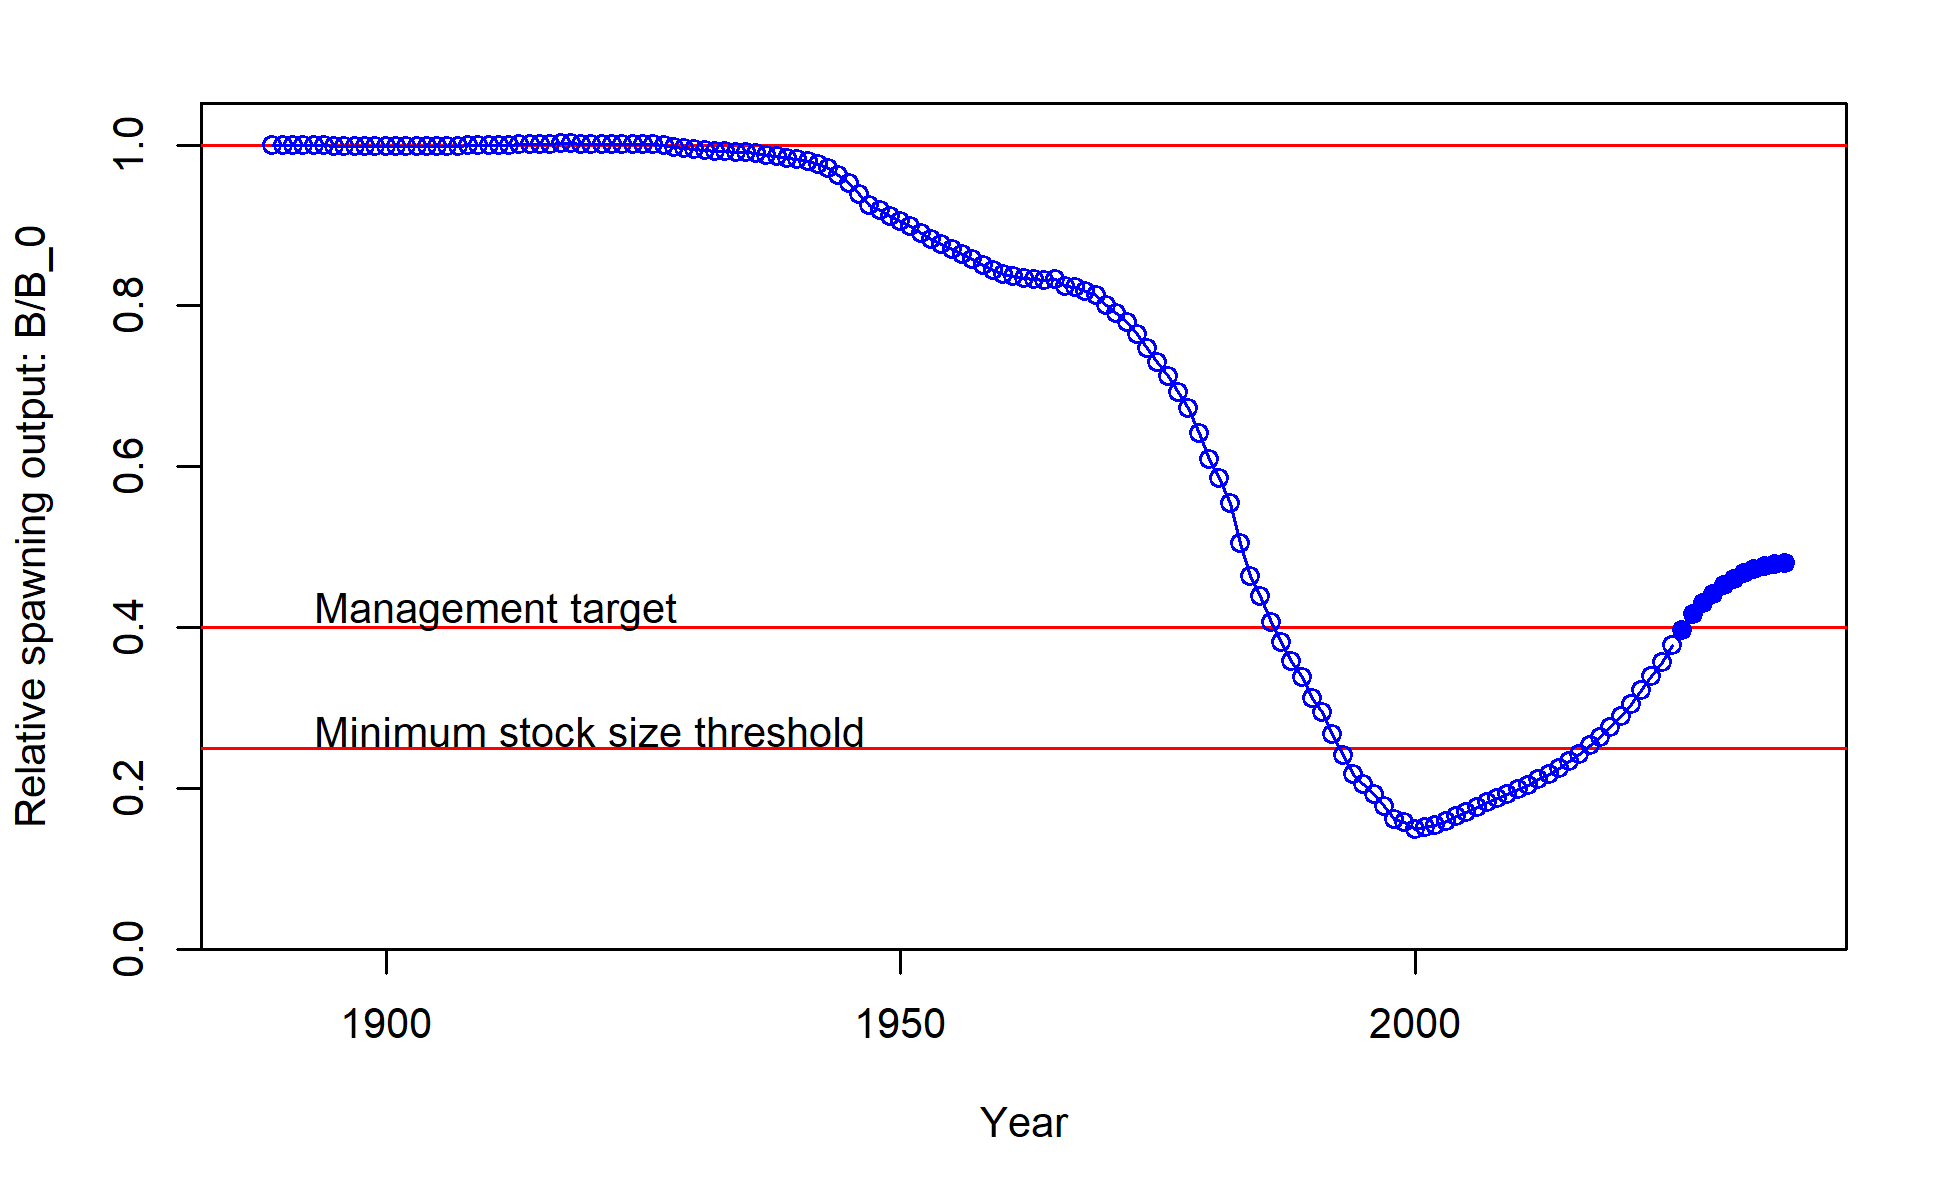 Relative spawning output: B/B_0
1.0
0.8
0.6
0.4
0.2
0.0
Management target
Minimum stock size threshold
1900 1950 2000
Year